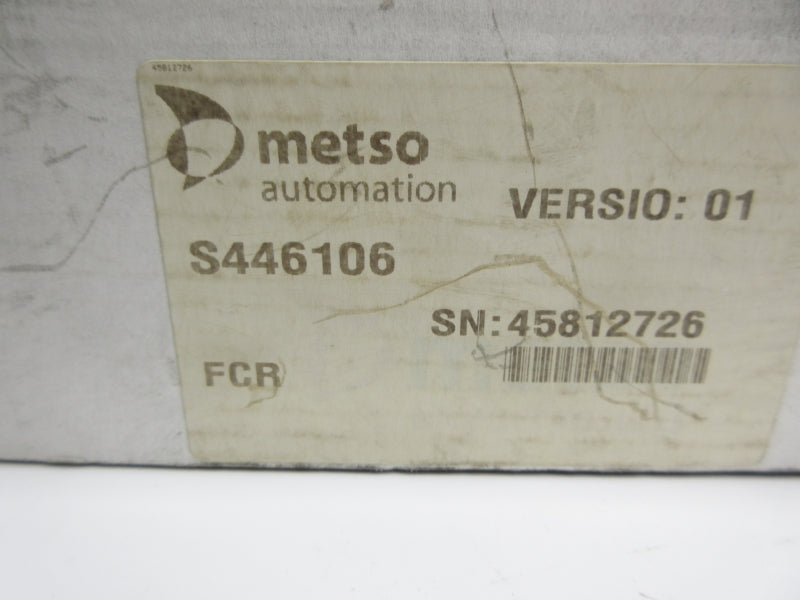 45812726
metso
automation
VERSIO: 01
S446106
SN:45812726
FCR